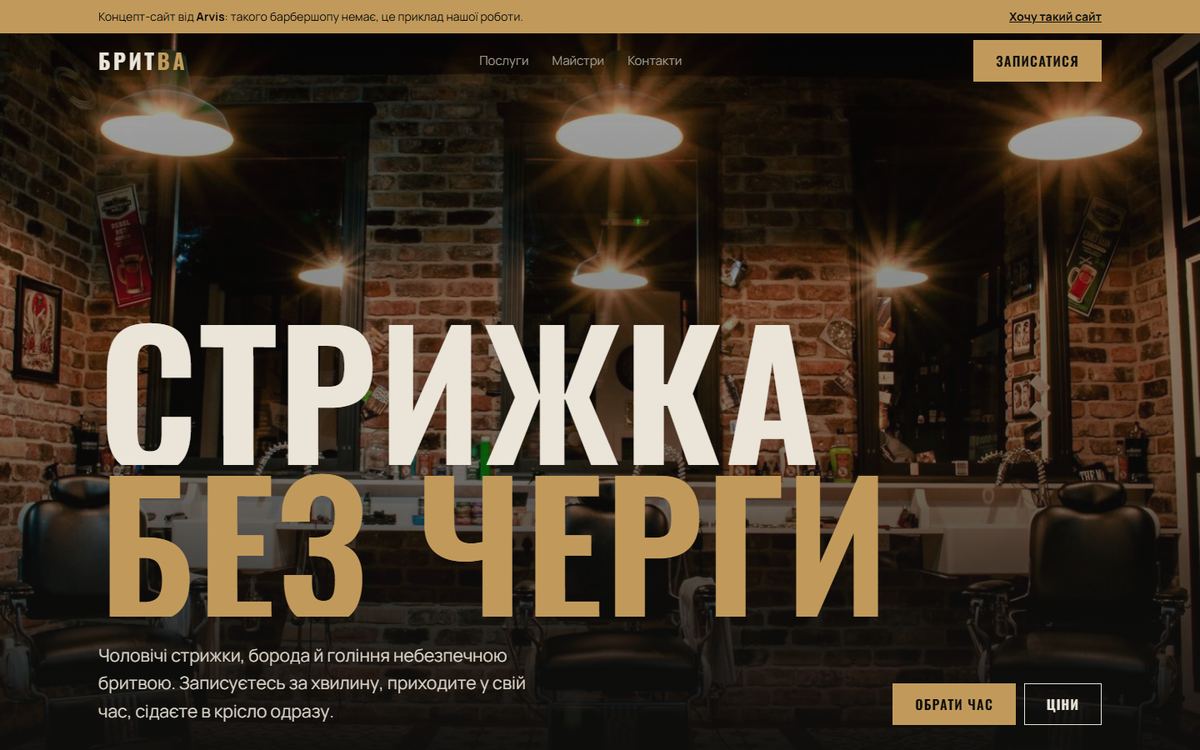 Концепт-сайт від Arvis: такого барбершопу немає, це приклад нашої роботи.
Хочу такий сайт
БРИТВА
Послуги
Майстри
Контакти
ЗАПИСАТИСЯ
СТРИЖКА
БЕЗ ЧЕРГИ
Чоловічі стрижки, борода й гоління небезпечною
бритвою. Записуєтесь за хвилину, приходите у свій
час, сідаєте в крісло одразу.
ОБРАТИ ЧАС
ЦІНИ